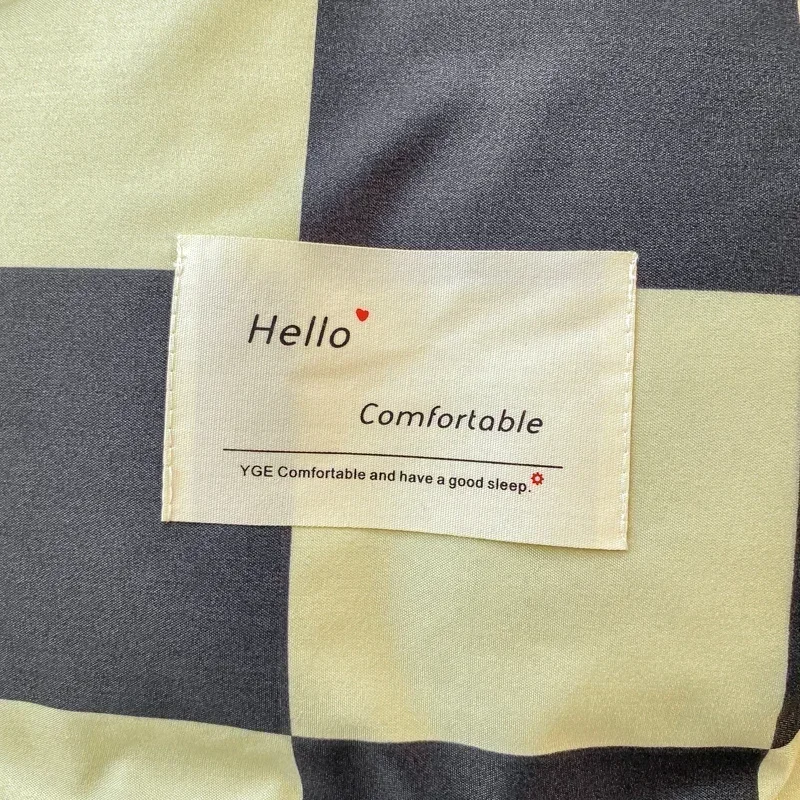 Hello
Comfortable
YGE Comfortable and have a good sleep.